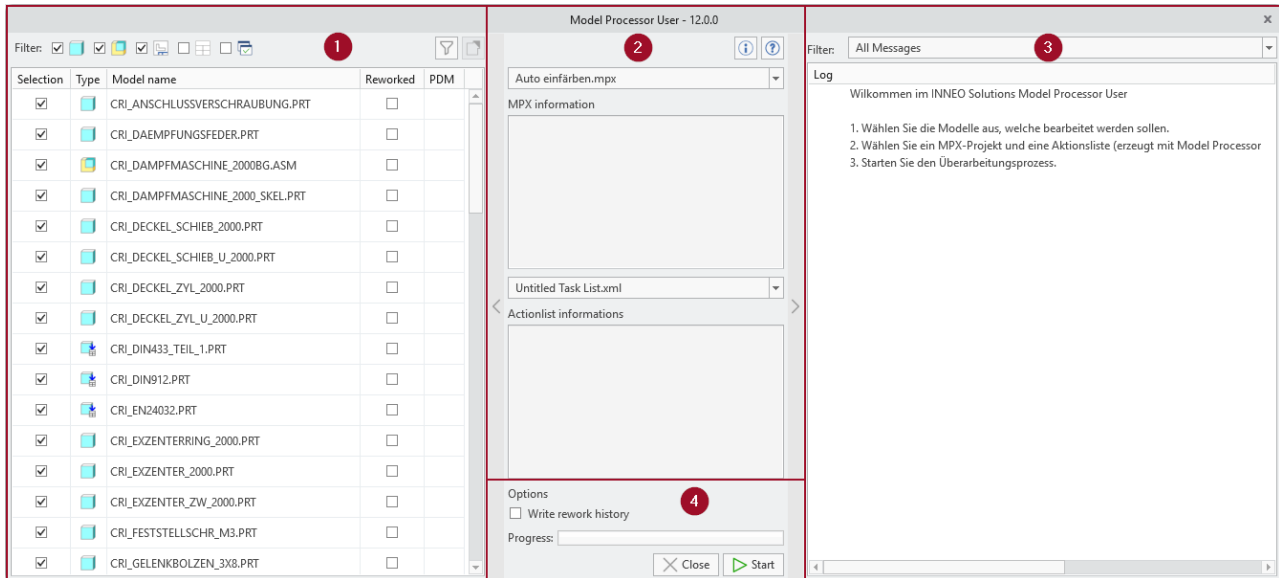 Model Processor User - 12.0.0
x
Filter:
1
Selection Type Model name Reworked PDM
CRI_ANSCHLUSSVERSCHRAUBUNG.PRT
CRI_DAEMPFUNGSFEDER.PRT
CRI_DAMPFMASCHINE_2000BG.ASM
CRI_DAMPFMASCHINE_2000_SKEL.PRT
CRI_DECKEL_SCHIEB_2000.PRT
CRI_DECKEL_SCHIEB_U_2000.PRT
CRI_DECKEL_ZYL_2000.PRT
CRI_DECKEL_ZYL_U_2000.PRT
CRI_DIN433_TEIL_1.PRT
CRI_DIN912.PRT
CRI_EN24032.PRT
CRI_EXZENTERRING_2000.PRT
CRI_EXZENTER_2000.PRT
CRI_EXZENTER_ZW_2000.PRT
CRI_FESTSTELLSCHR_M3.PRT
CRI_GELENKBOLZEN_3X8.PRT
2
i ?
Auto einfärben.mpx
MPX information
Untitled Task List.xml
Actionlist informations
Options
4
Write rework history
Progress:
Close Start
Filter: All Messages
3
Log
Wilkommen im INNEO Solutions Model Processor User
1. Wählen Sie die Modelle aus, welche bearbeitet werden sollen.
2. Wählen Sie ein MPX-Projekt und eine Aktionsliste (erzeugt mit Model Processor
3. Starten Sie den Überarbeitungsprozess.